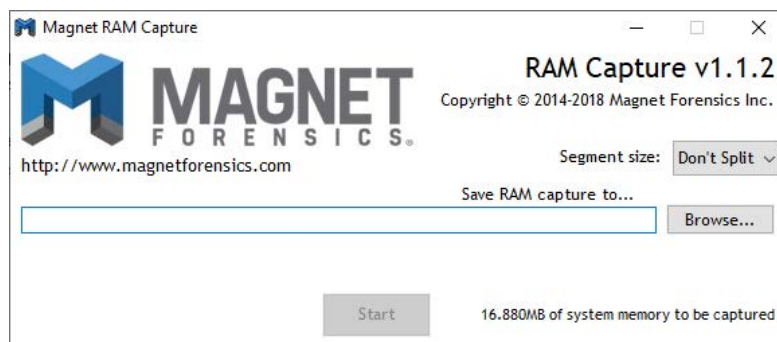 Magnet RAM Capture
MAGNET
FORENSICS®
RAM Capture v1.1.2
Copyright © 2014-2018 Magnet Forensics Inc.
http://www.magnetforensics.com
Segment size: Don't Split
Save RAM capture to...
Browse...
Start
16.880MB of system memory to be captured